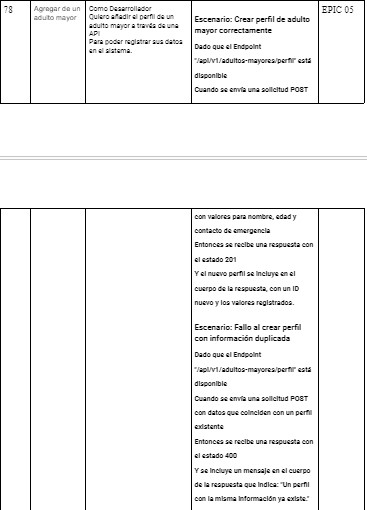 78
Agregar de un
adulto mayor
Como Desarrollador
Quiero añadir el perfil de un
adulto mayor a través de una
API
Para poder registrar sus datos
en el sistema.
Escenario: Crear perfil de adulto
mayor correctamente
Dado que el Endpoint
"/api/v1/adultos-mayores/perfil" está
disponible
Cuando se envía una solicitud POST
EPIC 05
con valores para nombre, edad y
contacto de emergencia
Entonces se recibe una respuesta con
el estado 201
Y el nuevo perfil se incluye en el
cuerpo de la respuesta, con un ID
nuevo y los valores registrados.
Escenario: Fallo al crear perfil
con información duplicada
Dado que el Endpoint
"/api/v1/adultos-mayores/perfil" está
disponible
Cuando se envía una solicitud POST
con datos que coinciden con un perfil
existente
Entonces se recibe una respuesta con
el estado 400
Y se incluye un mensaje en el cuerpo
de la respuesta que indica: "Un perfil
con la misma información ya existe."